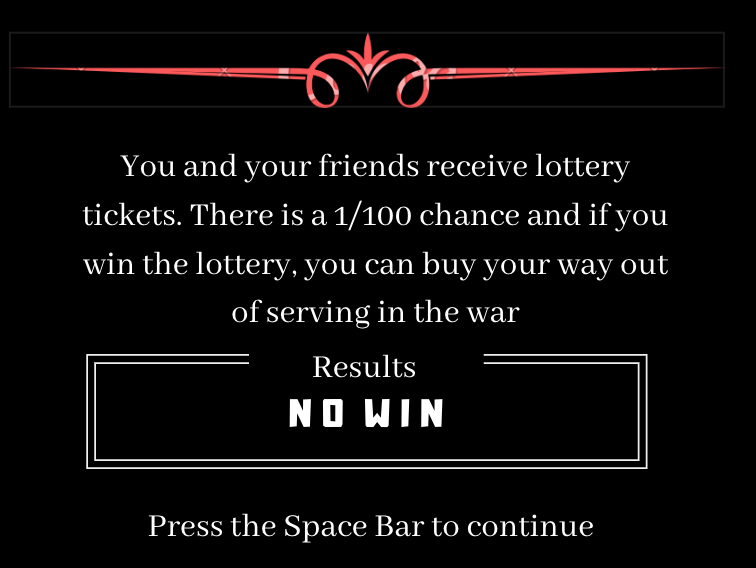 You and your friends receive lottery
tickets. There is a 1/100 chance and if you
win the lottery, you can buy your way out
of serving in the war
Results
NO WIN
Press the Space Bar to continue